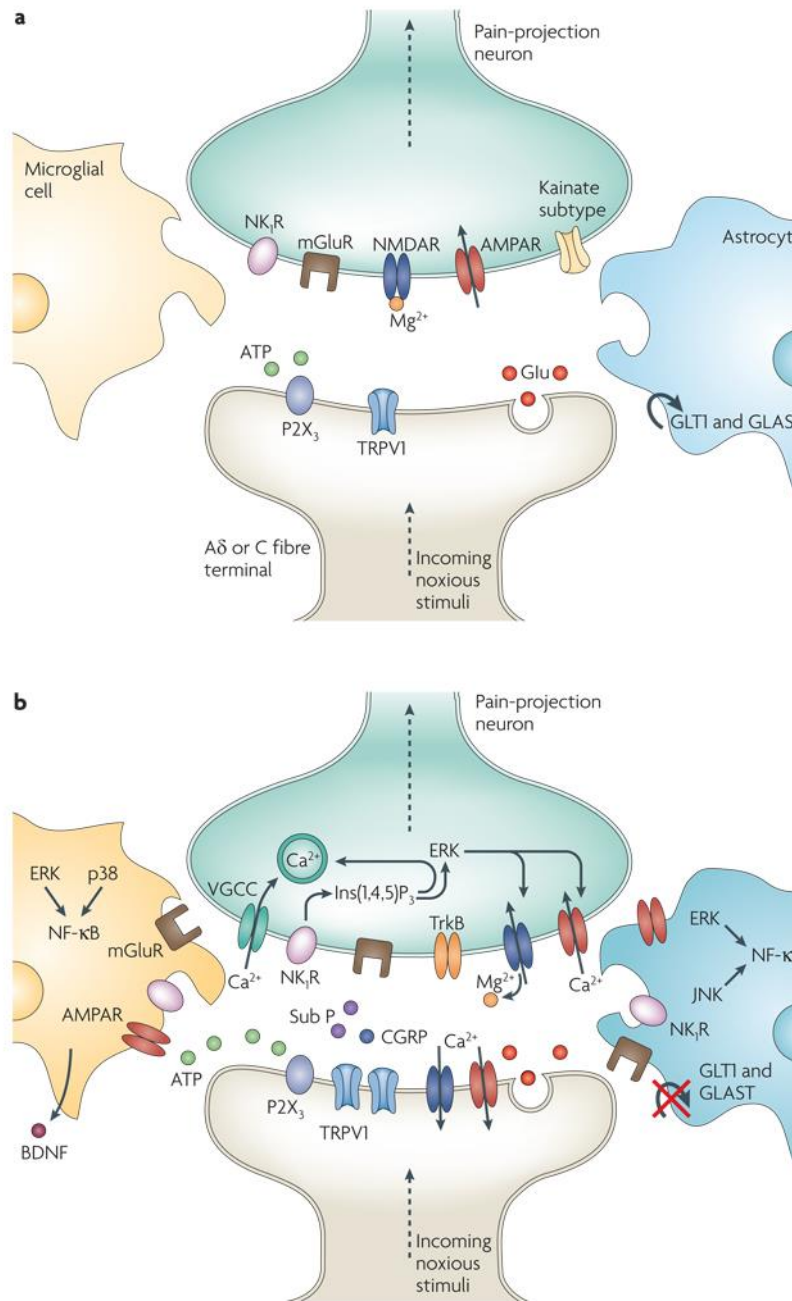 a
Pain-projection
neuron
Microglial
cell
Kainate
subtype
NK₁R
mGluR
NMDAR
AMPAR
Astrocyt
Mg²⁺
ATP
Glu
P2X₃
TRPV1
GLT1 and GLAS
Aδ or C fibre
terminal
Incoming
noxious
stimuli
b
Pain-projection
neuron
ERK
p38
NF-κB
mGluR
VGCC
Ca²⁺
Ins(1,4,5)P₃
ERK
TrkB
Ca²⁺
NK₁R
Mg²⁺
Ca²⁺
ERK
NF-κ
JNK
NK₁R
AMPAR
Sub P
CGRP
Ca²⁺
ATP
P2X₃
TRPV1
GLT1 and
GLAST
BDNF
Incoming
noxious
stimuli